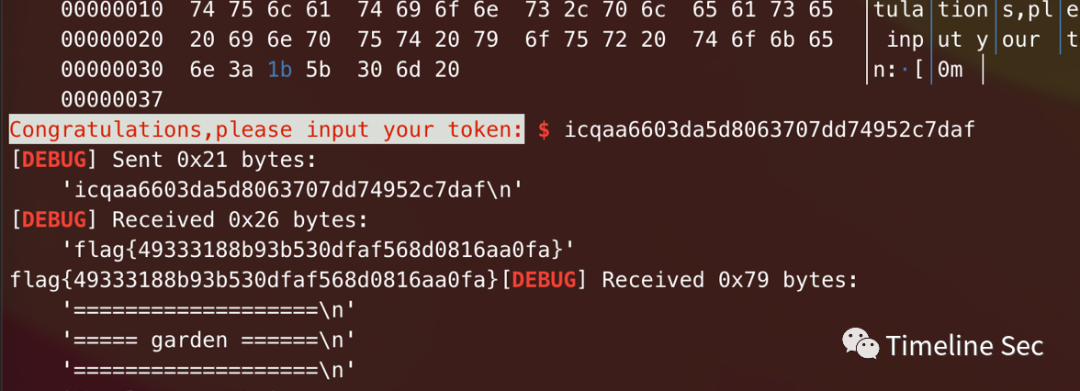 00000010 74 75 6c 61 74 69 6f 6e 73 2c 70 6c 65 61 73 65 │tula│tion│s,pl│e
00000020 20 69 6e 70 75 74 20 79 6f 75 72 20 74 6f 6b 65 │ inp│ut y│our │t
00000030 6e 3a 1b 5b 30 6d 20 │n:·[│0m │
00000037
Congratulations,please input your token: $ icqaa6603da5d8063707dd74952c7daf
[DEBUG] Sent 0x21 bytes:
'icqaa6603da5d8063707dd74952c7daf\n'
[DEBUG] Received 0x26 bytes:
'flag{49333188b93b530dfaf568d0816aa0fa}'
flag{49333188b93b530dfaf568d0816aa0fa}[DEBUG] Received 0x79 bytes:
'===================\n'
'===== garden ======\n'
'===================\n'
Timeline Sec